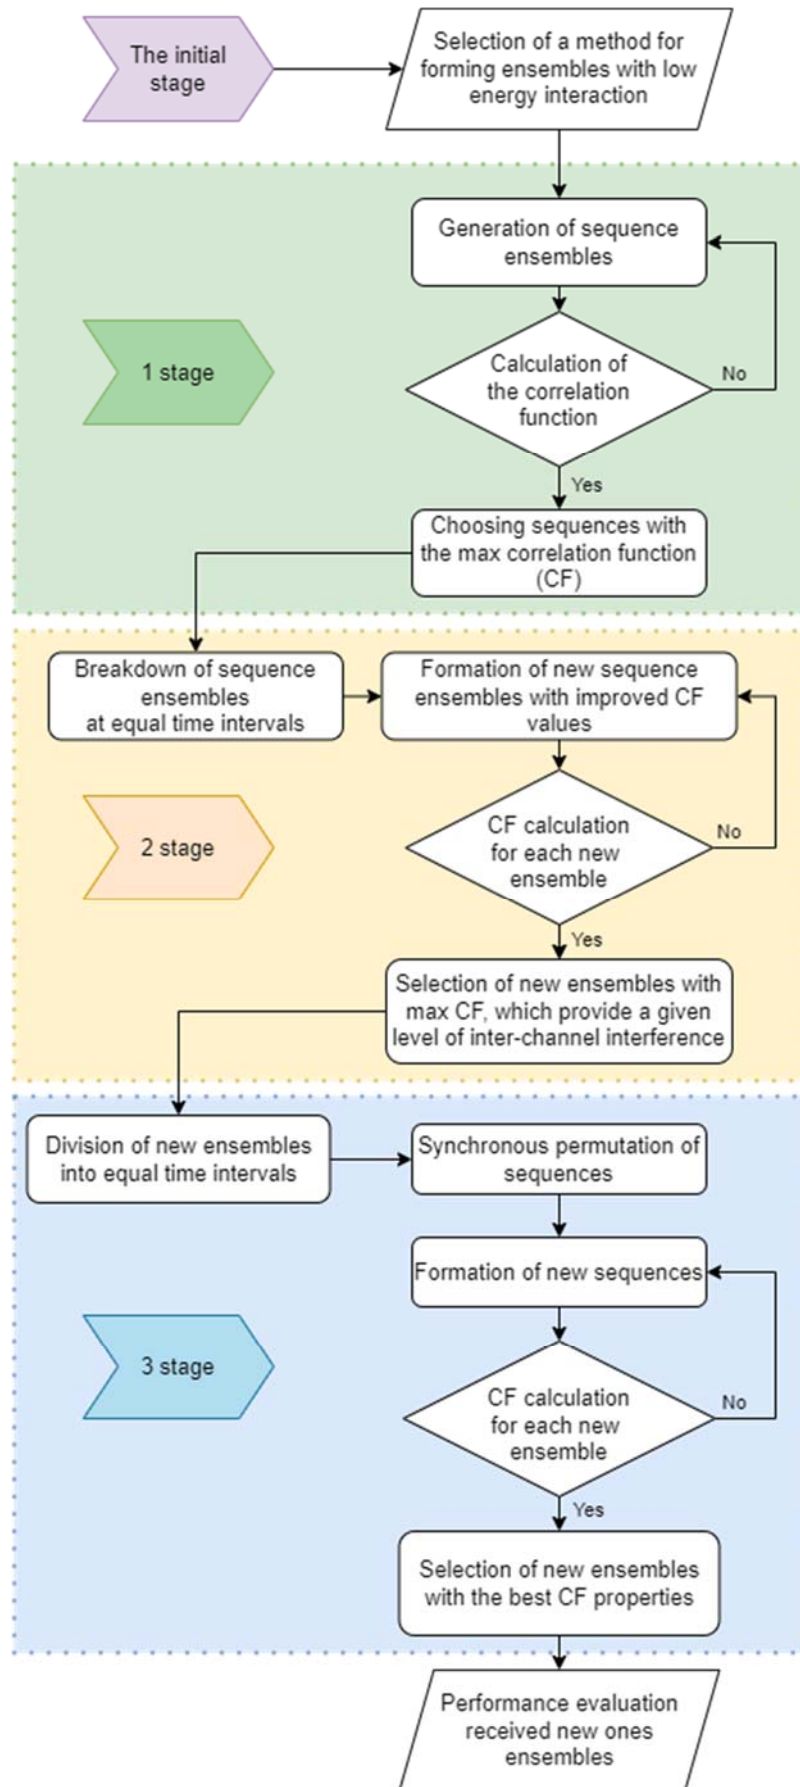 The initial
stage
Selection of a method for
forming ensembles with low
energy interaction
Generation of sequence
ensembles
1 stage
Calculation of
the correlation
function
No
Yes
Choosing sequences with
the max correlation function
(CF)
Breakdown of sequence
ensembles
at equal time intervals
Formation of new sequence
ensembles with improved CF
values
2 stage
CF calculation
for each new
ensemble
No
Yes
Selection of new ensembles with
max CF, which provide a given
level of inter-channel interference
Division of new ensembles
into equal time intervals
Synchronous permutation of
sequences
Formation of new sequences
3 stage
CF calculation
for each new
ensemble
No
Yes
Selection of new ensembles
with the best CF properties
Performance evaluation
received new ones
ensembles